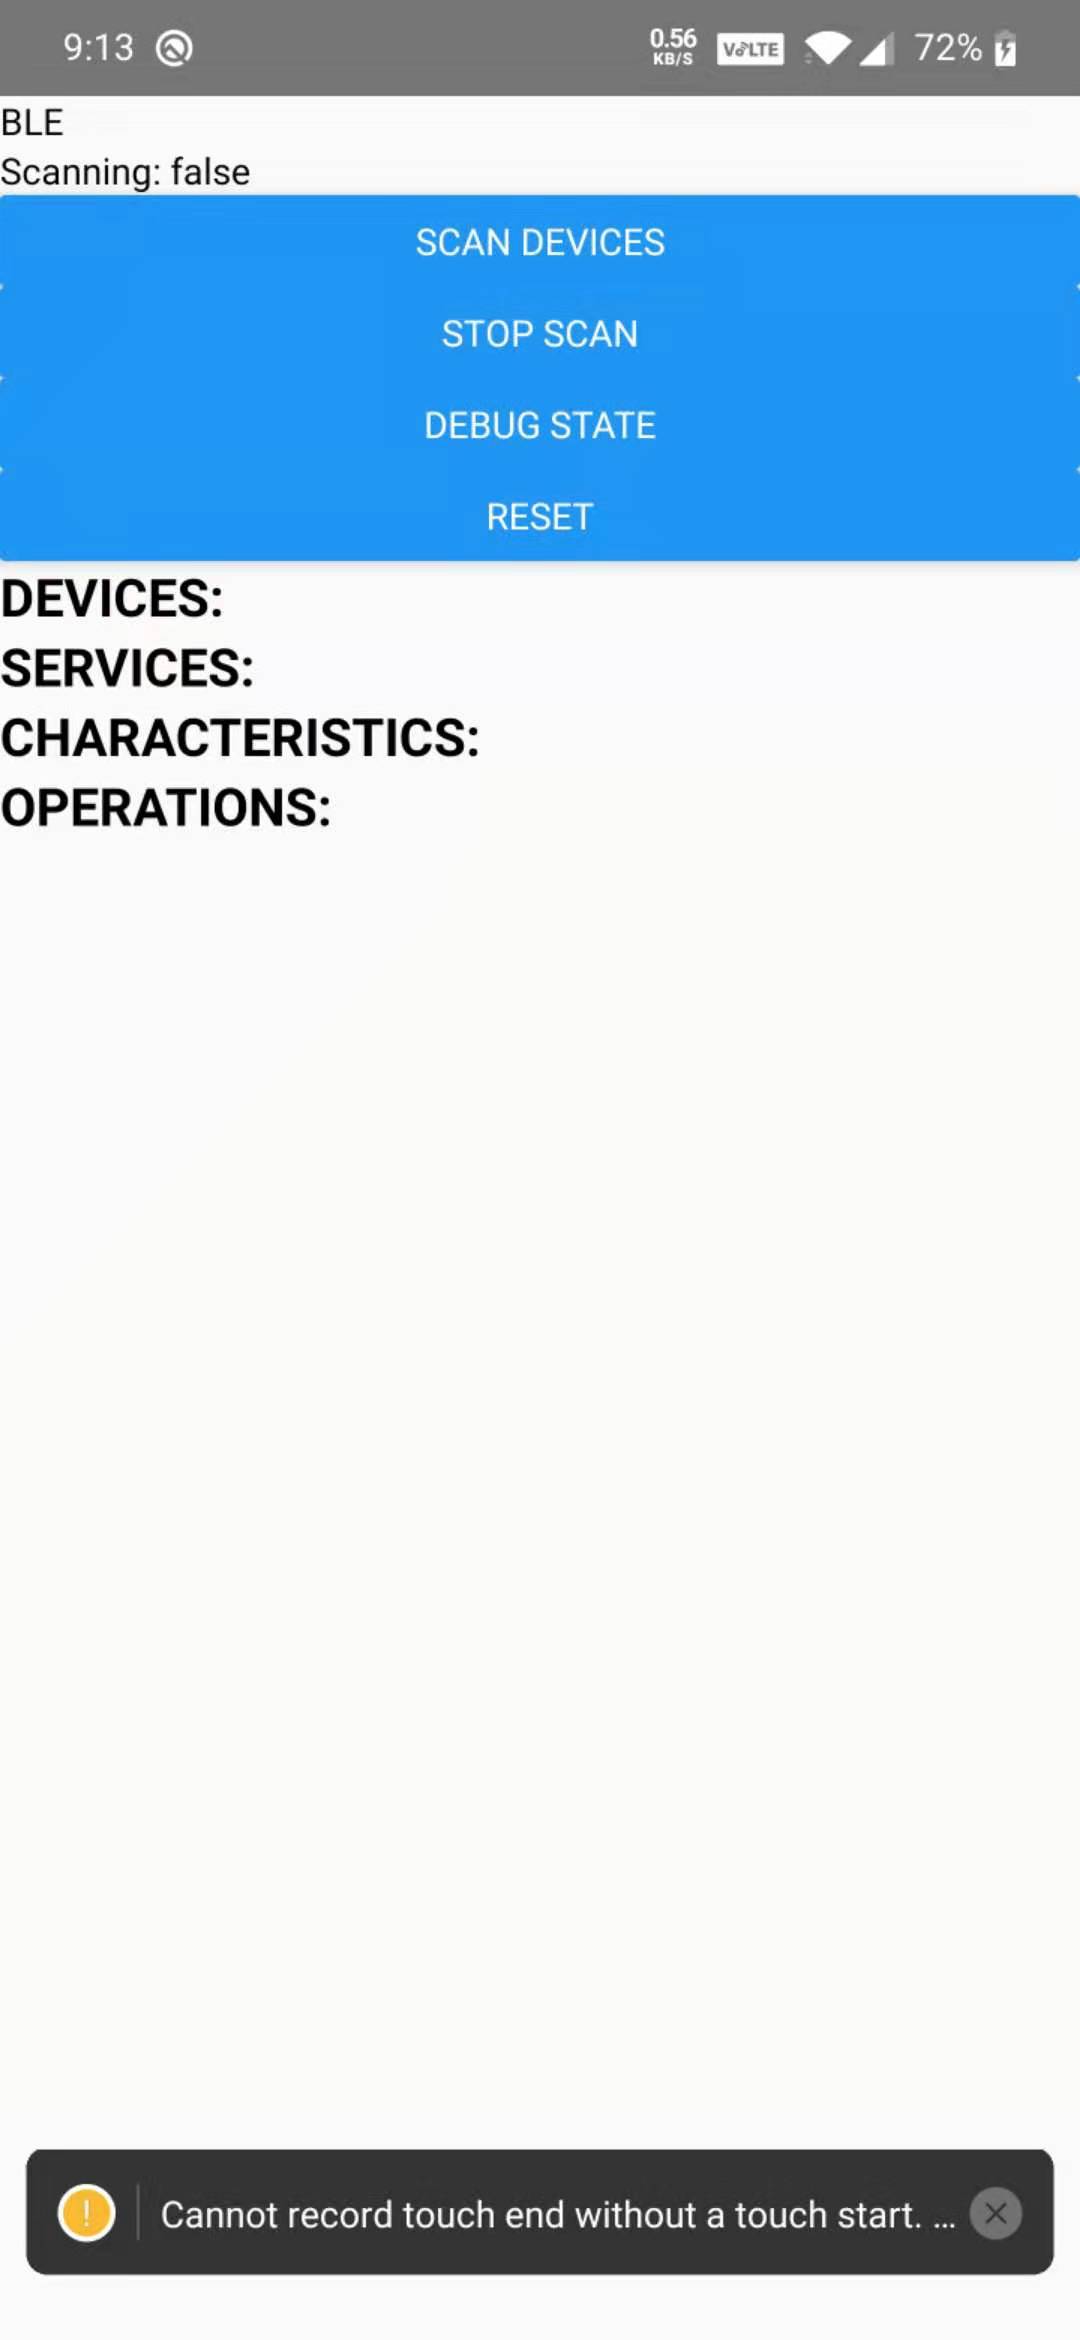 9:13 0.56 KB/S VoLTE 72%
BLE
Scanning: false
SCAN DEVICES
STOP SCAN
DEBUG STATE
RESET
DEVICES:
SERVICES:
CHARACTERISTICS:
OPERATIONS:
Cannot record touch end without a touch start. ...